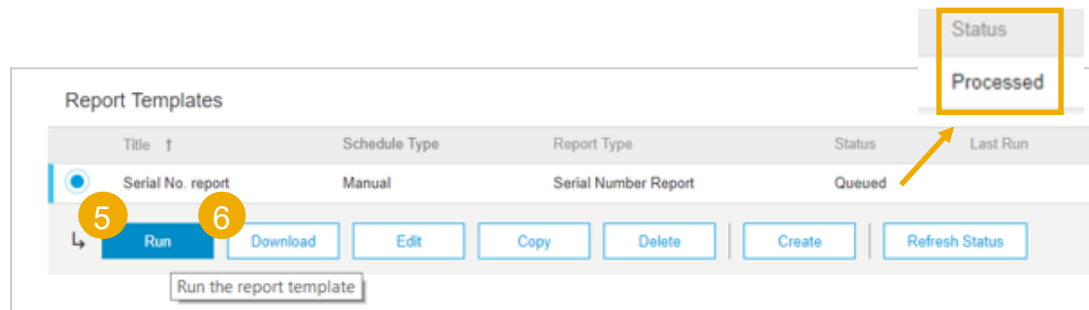 Status
Processed
Report Templates
Title ↑ Schedule Type Report Type Status Last Run
Serial No. report Manual Serial Number Report Queued
5 6
Run Download Edit Copy Delete Create Refresh Status
Run the report template